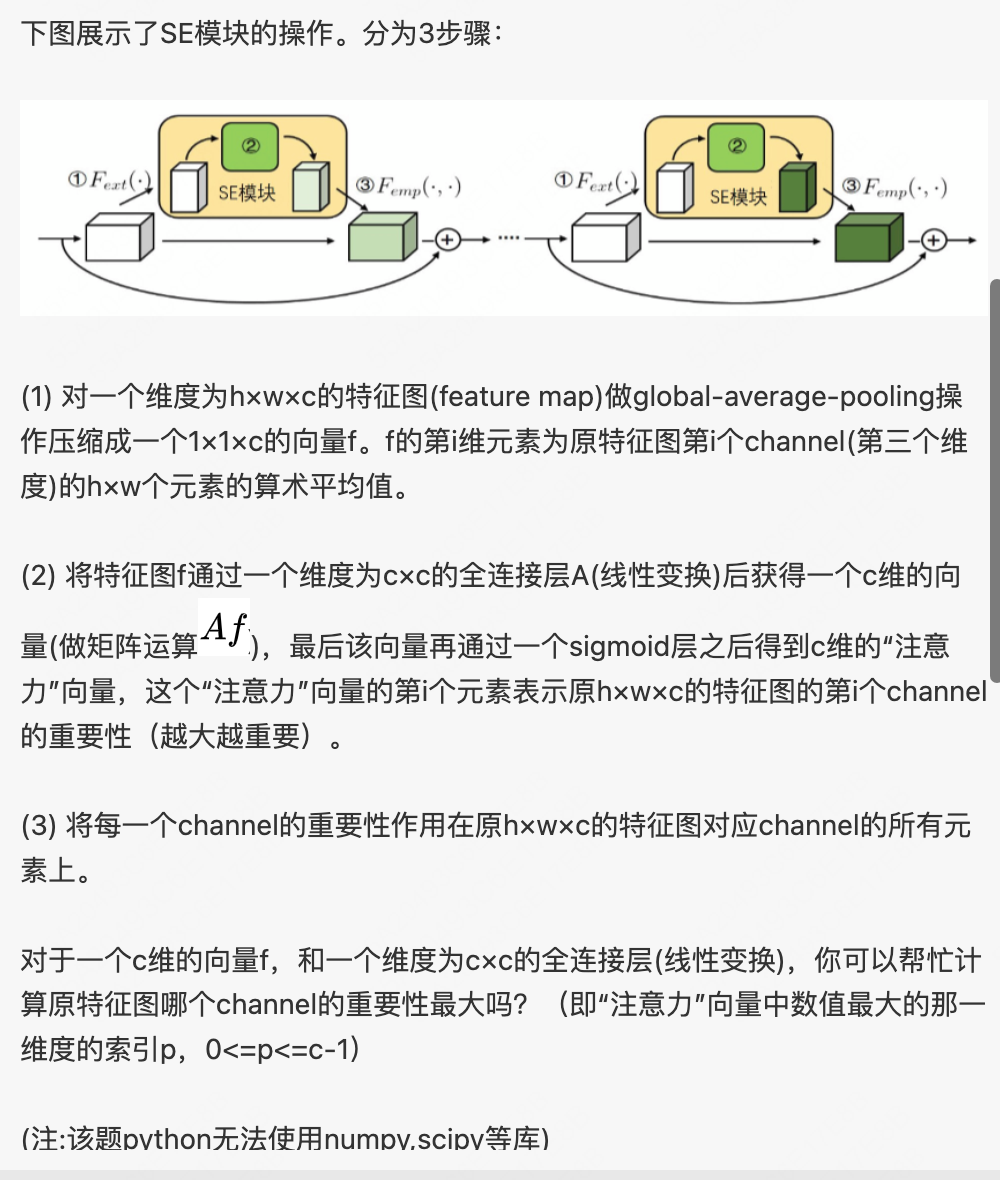 下图展示了SE模块的操作。分为3步骤：
② ②
①Fext(·) SE模块 ③Femp(·,·) ①Fext(·) SE模块 ③Femp(·,·)
(1) 对一个维度为h×w×c的特征图(feature map)做global-average-pooling操
作压缩成一个1×1×c的向量f。f的第i维元素为原特征图第i个channel(第三个维
度)的h×w个元素的算术平均值。
(2) 将特征图f通过一个维度为c×c的全连接层A(线性变换)后获得一个c维的向
量(做矩阵运算Af)，最后该向量再通过一个sigmoid层之后得到c维的“注意
力”向量，这个“注意力”向量的第i个元素表示原h×w×c的特征图的第i个channel
的重要性（越大越重要）。
(3) 将每一个channel的重要性作用在原h×w×c的特征图对应channel的所有元
素上。
对于一个c维的向量f，和一个维度为c×c的全连接层(线性变换)，你可以帮忙计
算原特征图哪个channel的重要性最大吗？（即“注意力”向量中数值最大的那一
维度的索引p，0<=p<=c-1）
(注:该题python无法使用numpy,scipy等库)